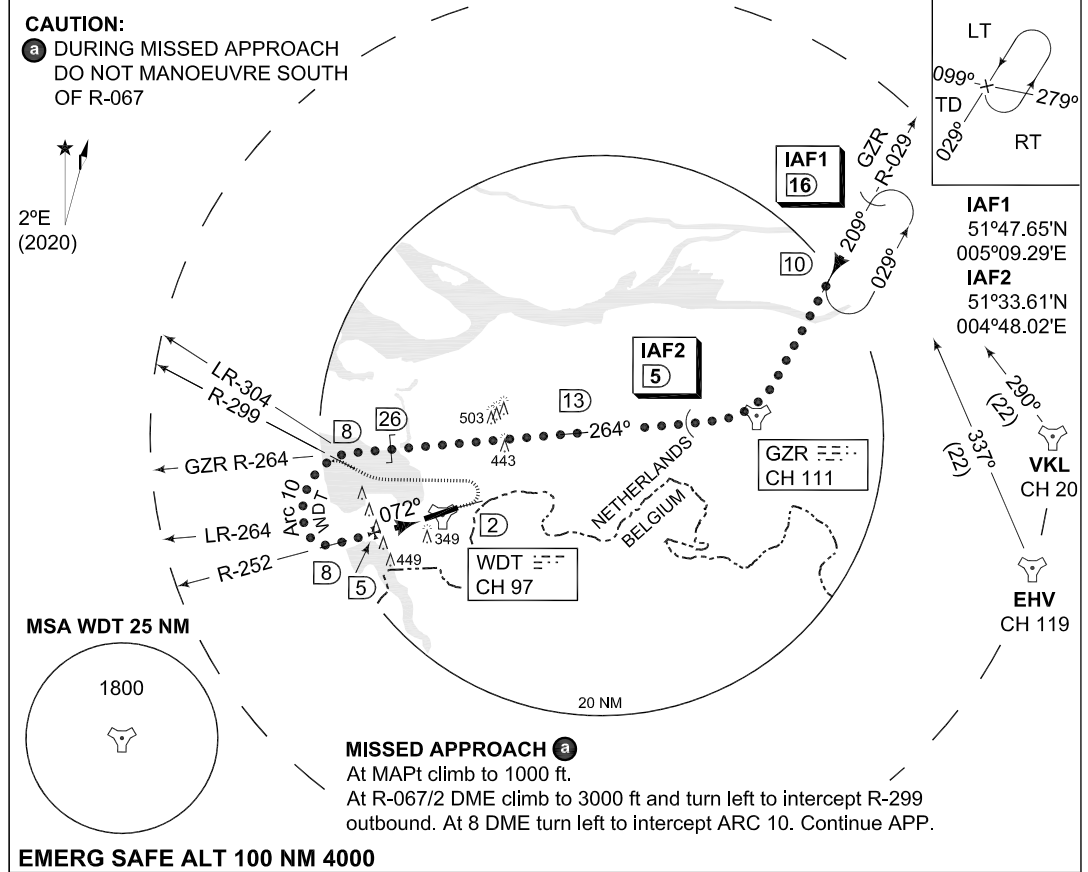 CAUTION:
a DURING MISSED APPROACH
DO NOT MANOEUVRE SOUTH
OF R-067
2ºE
(2020)
LT
099º
279º
TD
029º
RT
IAF1
16
GZR
R-029
209º
029º
IAF1
51º47.65'N
005º09.29'E
IAF2
51º33.61'N
004º48.02'E
10
IAF2
5
13
264º
503
443
26
8
LR-304
R-299
GZR R-264
Arc 10
WDT
LR-264
R-252
8
5
072º
349
449
2
NETHERLANDS
BELGIUM
GZR
CH 111
WDT
CH 97
290º
(22)
337º
(22)
VKL
CH 20
EHV
CH 119
MSA WDT 25 NM
1800
20 NM
MISSED APPROACH a
At MAPt climb to 1000 ft.
At R-067/2 DME climb to 3000 ft and turn left to intercept R-299
outbound. At 8 DME turn left to intercept ARC 10. Continue APP.
EMERG SAFE ALT 100 NM 4000